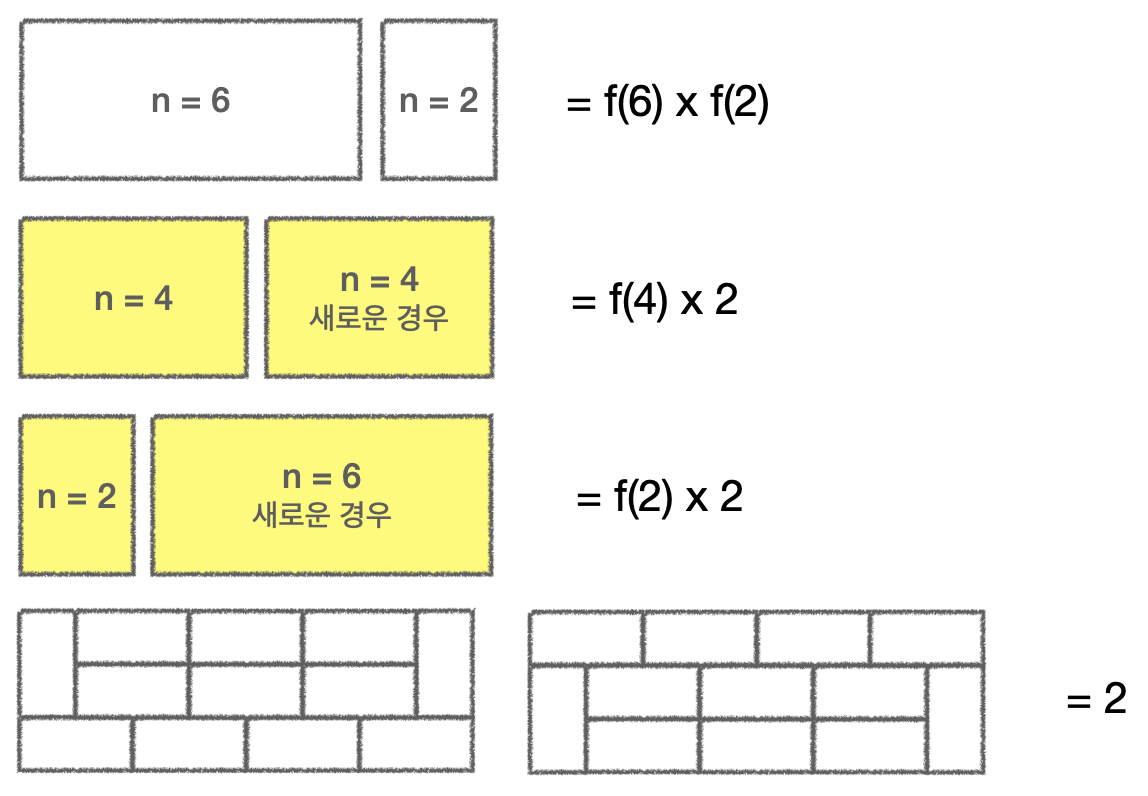 n = 6
n = 2
= f(6) x f(2)
n = 4
n = 4
새로운 경우
= f(4) x 2
n = 2
n = 6
새로운 경우
= f(2) x 2
= 2